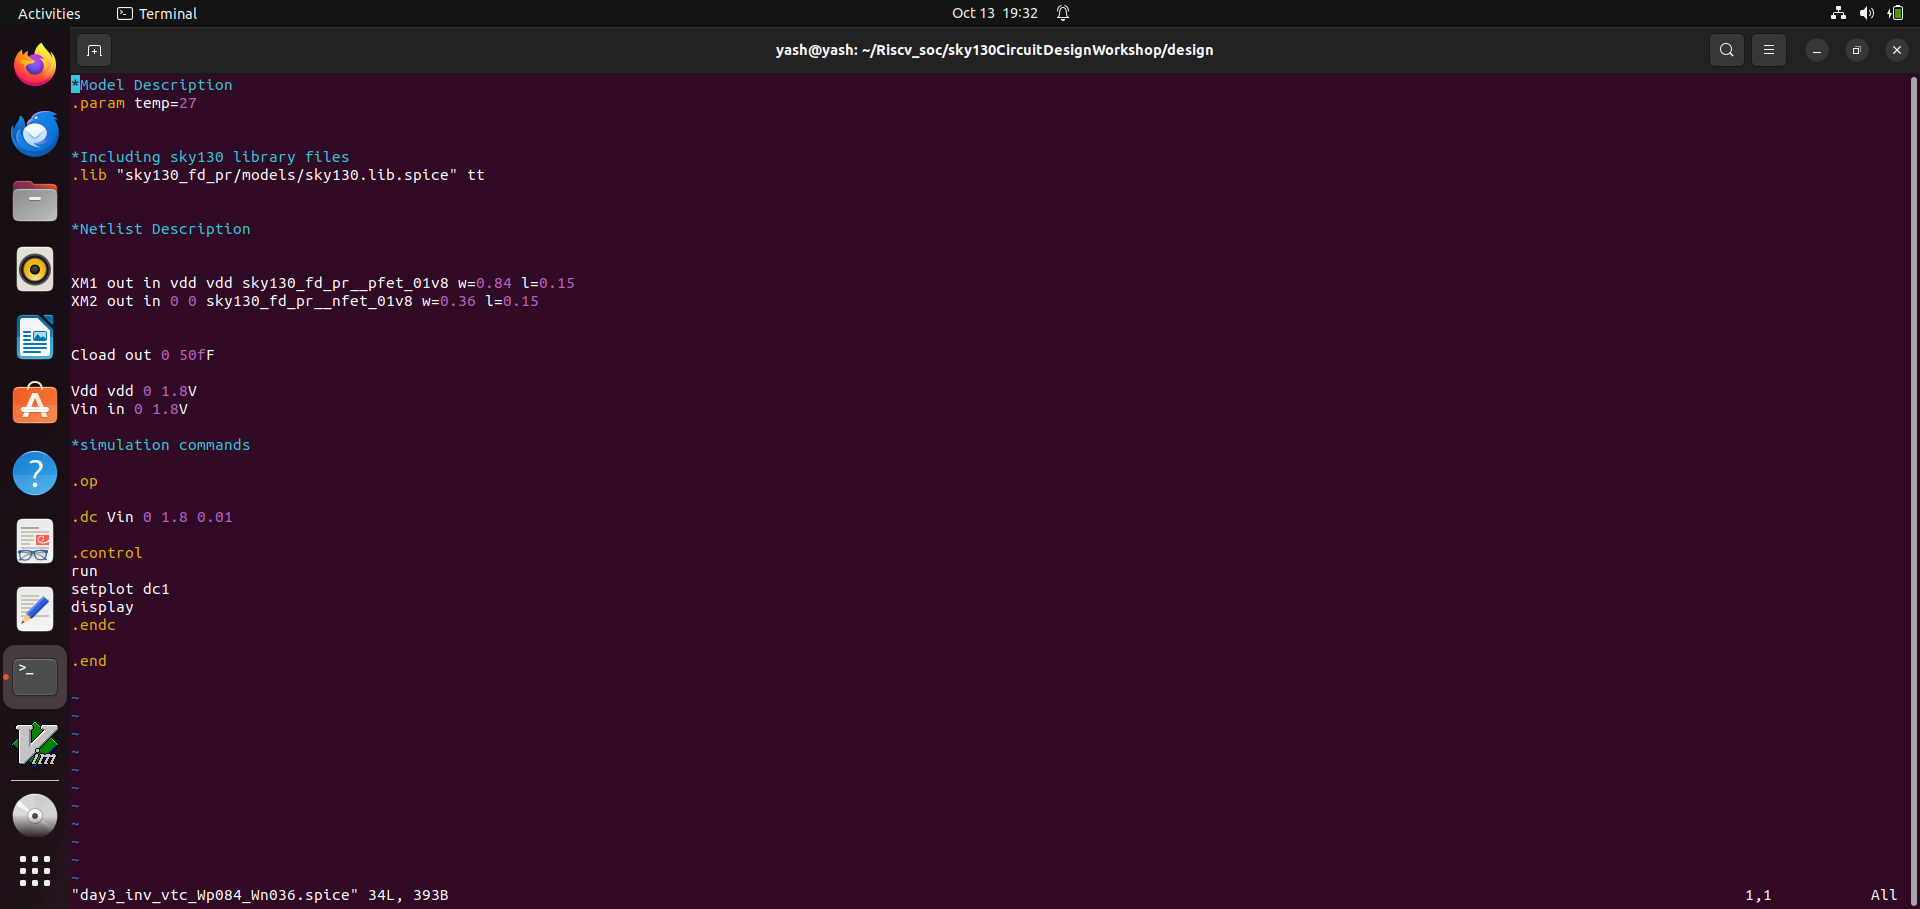 Activities Terminal Oct 13 19:32
yash@yash: ~/Riscv_soc/sky130CircuitDesignWorkshop/design
*Model Description
.param temp=27
*Including sky130 library files
.lib "sky130_fd_pr/models/sky130.lib.spice" tt
*Netlist Description
XM1 out in vdd vdd sky130_fd_pr__pfet_01v8 w=0.84 l=0.15
XM2 out in 0 0 sky130_fd_pr__nfet_01v8 w=0.36 l=0.15
Cload out 0 50fF
Vdd vdd 0 1.8V
Vin in 0 1.8V
*simulation commands
.op
.dc Vin 0 1.8 0.01
.control
run
setplot dc1
display
.endc
.end
~
~
~
~
~
~
~
~
~
~
~
"day3_inv_vtc_Wp084_Wn036.spice" 34L, 393B 1,1 All